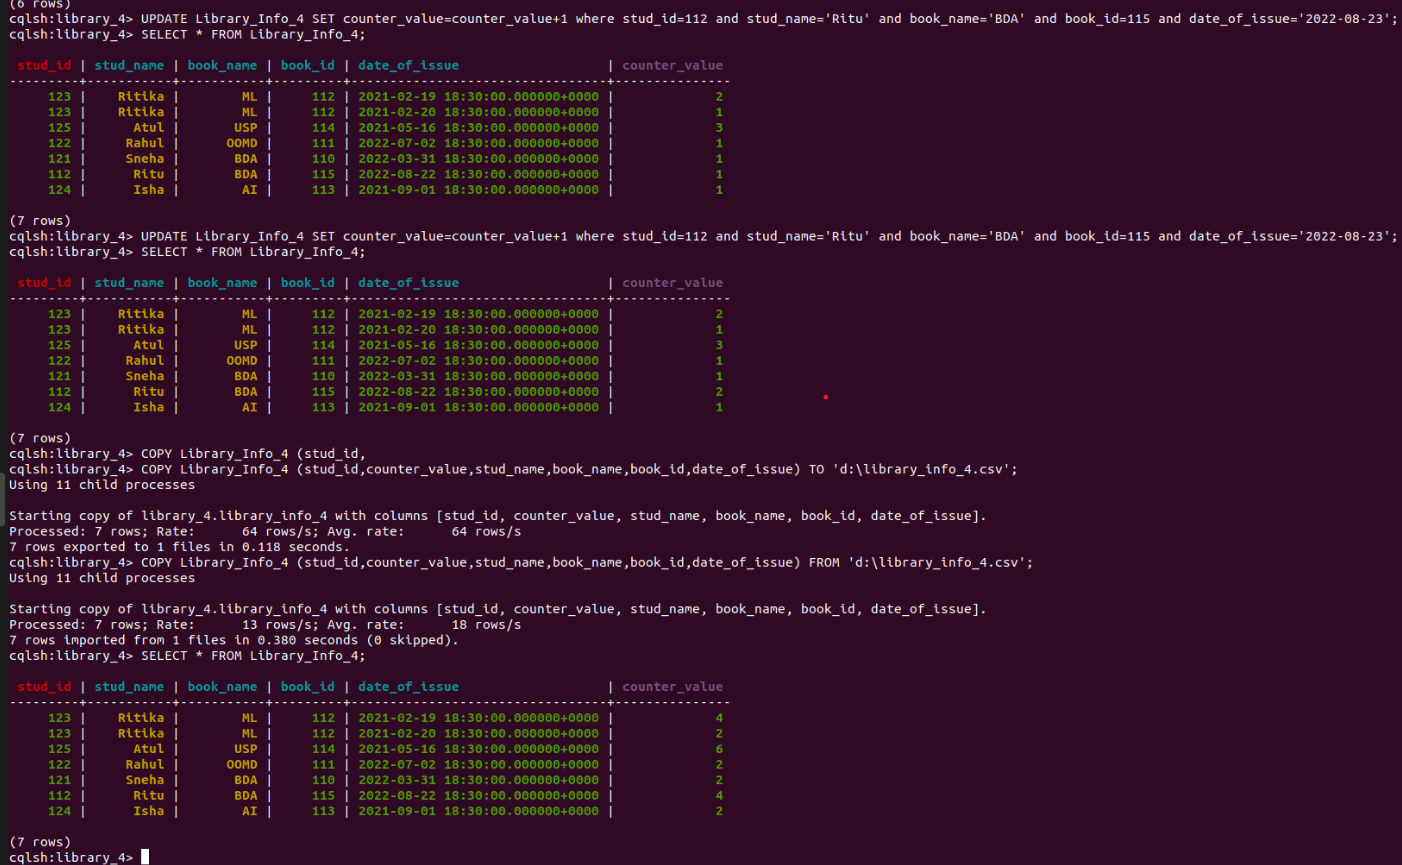 (6 rows)
cqlsh:library_4> UPDATE Library_Info_4 SET counter_value=counter_value+1 where stud_id=112 and stud_name='Ritu' and book_name='BDA' and book_id=115 and date_of_issue='2022-08-23';
cqlsh:library_4> SELECT * FROM Library_Info_4;

 stud_id | stud_name | book_name | book_id | date_of_issue                   | counter_value
---------+-----------+-----------+---------+---------------------------------+---------------
     123 |    Ritika |        ML |     112 | 2021-02-19 18:30:00.000000+0000 |             2
     123 |    Ritika |        ML |     112 | 2021-02-20 18:30:00.000000+0000 |             1
     125 |      Atul |       USP |     114 | 2021-05-16 18:30:00.000000+0000 |             3
     122 |     Rahul |      OOMD |     111 | 2022-07-02 18:30:00.000000+0000 |             1
     121 |     Sneha |       BDA |     110 | 2022-03-31 18:30:00.000000+0000 |             1
     112 |      Ritu |       BDA |     115 | 2022-08-22 18:30:00.000000+0000 |             1
     124 |      Isha |        AI |     113 | 2021-09-01 18:30:00.000000+0000 |             1

(7 rows)
cqlsh:library_4> UPDATE Library_Info_4 SET counter_value=counter_value+1 where stud_id=112 and stud_name='Ritu' and book_name='BDA' and book_id=115 and date_of_issue='2022-08-23';
cqlsh:library_4> SELECT * FROM Library_Info_4;

 stud_id | stud_name | book_name | book_id | date_of_issue                   | counter_value
---------+-----------+-----------+---------+---------------------------------+---------------
     123 |    Ritika |        ML |     112 | 2021-02-19 18:30:00.000000+0000 |             2
     123 |    Ritika |        ML |     112 | 2021-02-20 18:30:00.000000+0000 |             1
     125 |      Atul |       USP |     114 | 2021-05-16 18:30:00.000000+0000 |             3
     122 |     Rahul |      OOMD |     111 | 2022-07-02 18:30:00.000000+0000 |             1
     121 |     Sneha |       BDA |     110 | 2022-03-31 18:30:00.000000+0000 |             1
     112 |      Ritu |       BDA |     115 | 2022-08-22 18:30:00.000000+0000 |             2
     124 |      Isha |        AI |     113 | 2021-09-01 18:30:00.000000+0000 |             1

(7 rows)
cqlsh:library_4> COPY Library_Info_4 (stud_id,
cqlsh:library_4> COPY Library_Info_4 (stud_id,counter_value,stud_name,book_name,book_id,date_of_issue) TO 'd:\library_info_4.csv';
Using 11 child processes

Starting copy of library_4.library_info_4 with columns [stud_id, counter_value, stud_name, book_name, book_id, date_of_issue].
Processed: 7 rows; Rate:      64 rows/s; Avg. rate:      64 rows/s
7 rows exported to 1 files in 0.118 seconds.
cqlsh:library_4> COPY Library_Info_4 (stud_id,counter_value,stud_name,book_name,book_id,date_of_issue) FROM 'd:\library_info_4.csv';
Using 11 child processes

Starting copy of library_4.library_info_4 with columns [stud_id, counter_value, stud_name, book_name, book_id, date_of_issue].
Processed: 7 rows; Rate:      13 rows/s; Avg. rate:      18 rows/s
7 rows imported from 1 files in 0.380 seconds (0 skipped).
cqlsh:library_4> SELECT * FROM Library_Info_4;

 stud_id | stud_name | book_name | book_id | date_of_issue                   | counter_value
---------+-----------+-----------+---------+---------------------------------+---------------
     123 |    Ritika |        ML |     112 | 2021-02-19 18:30:00.000000+0000 |             4
     123 |    Ritika |        ML |     112 | 2021-02-20 18:30:00.000000+0000 |             2
     125 |      Atul |       USP |     114 | 2021-05-16 18:30:00.000000+0000 |             6
     122 |     Rahul |      OOMD |     111 | 2022-07-02 18:30:00.000000+0000 |             2
     121 |     Sneha |       BDA |     110 | 2022-03-31 18:30:00.000000+0000 |             2
     112 |      Ritu |       BDA |     115 | 2022-08-22 18:30:00.000000+0000 |             4
     124 |      Isha |        AI |     113 | 2021-09-01 18:30:00.000000+0000 |             2

(7 rows)
cqlsh:library_4>